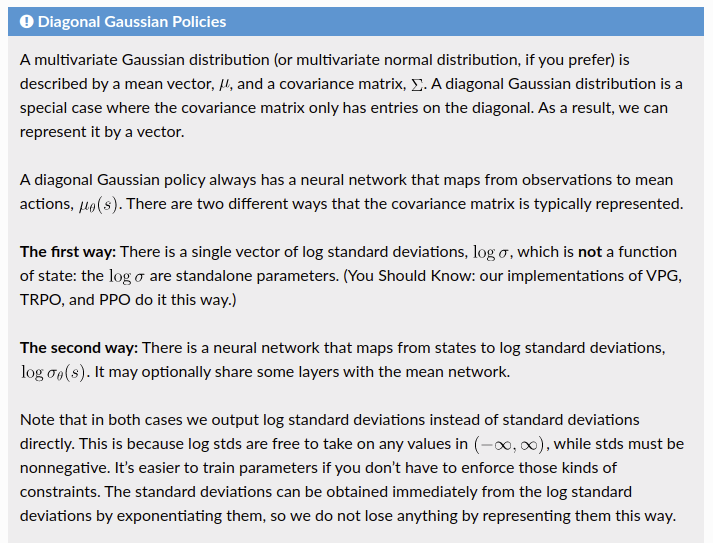 Diagonal Gaussian Policies
A multivariate Gaussian distribution (or multivariate normal distribution, if you prefer) is
described by a mean vector, μ, and a covariance matrix, Σ. A diagonal Gaussian distribution is a
special case where the covariance matrix only has entries on the diagonal. As a result, we can
represent it by a vector.
A diagonal Gaussian policy always has a neural network that maps from observations to mean
actions, μθ(s). There are two different ways that the covariance matrix is typically represented.
The first way: There is a single vector of log standard deviations, log σ, which is not a function
of state: the log σ are standalone parameters. (You Should Know: our implementations of VPG,
TRPO, and PPO do it this way.)
The second way: There is a neural network that maps from states to log standard deviations,
log σθ(s). It may optionally share some layers with the mean network.
Note that in both cases we output log standard deviations instead of standard deviations
directly. This is because log stds are free to take on any values in (−∞, ∞), while stds must be
nonnegative. It’s easier to train parameters if you don’t have to enforce those kinds of
constraints. The standard deviations can be obtained immediately from the log standard
deviations by exponentiating them, so we do not lose anything by representing them this way.